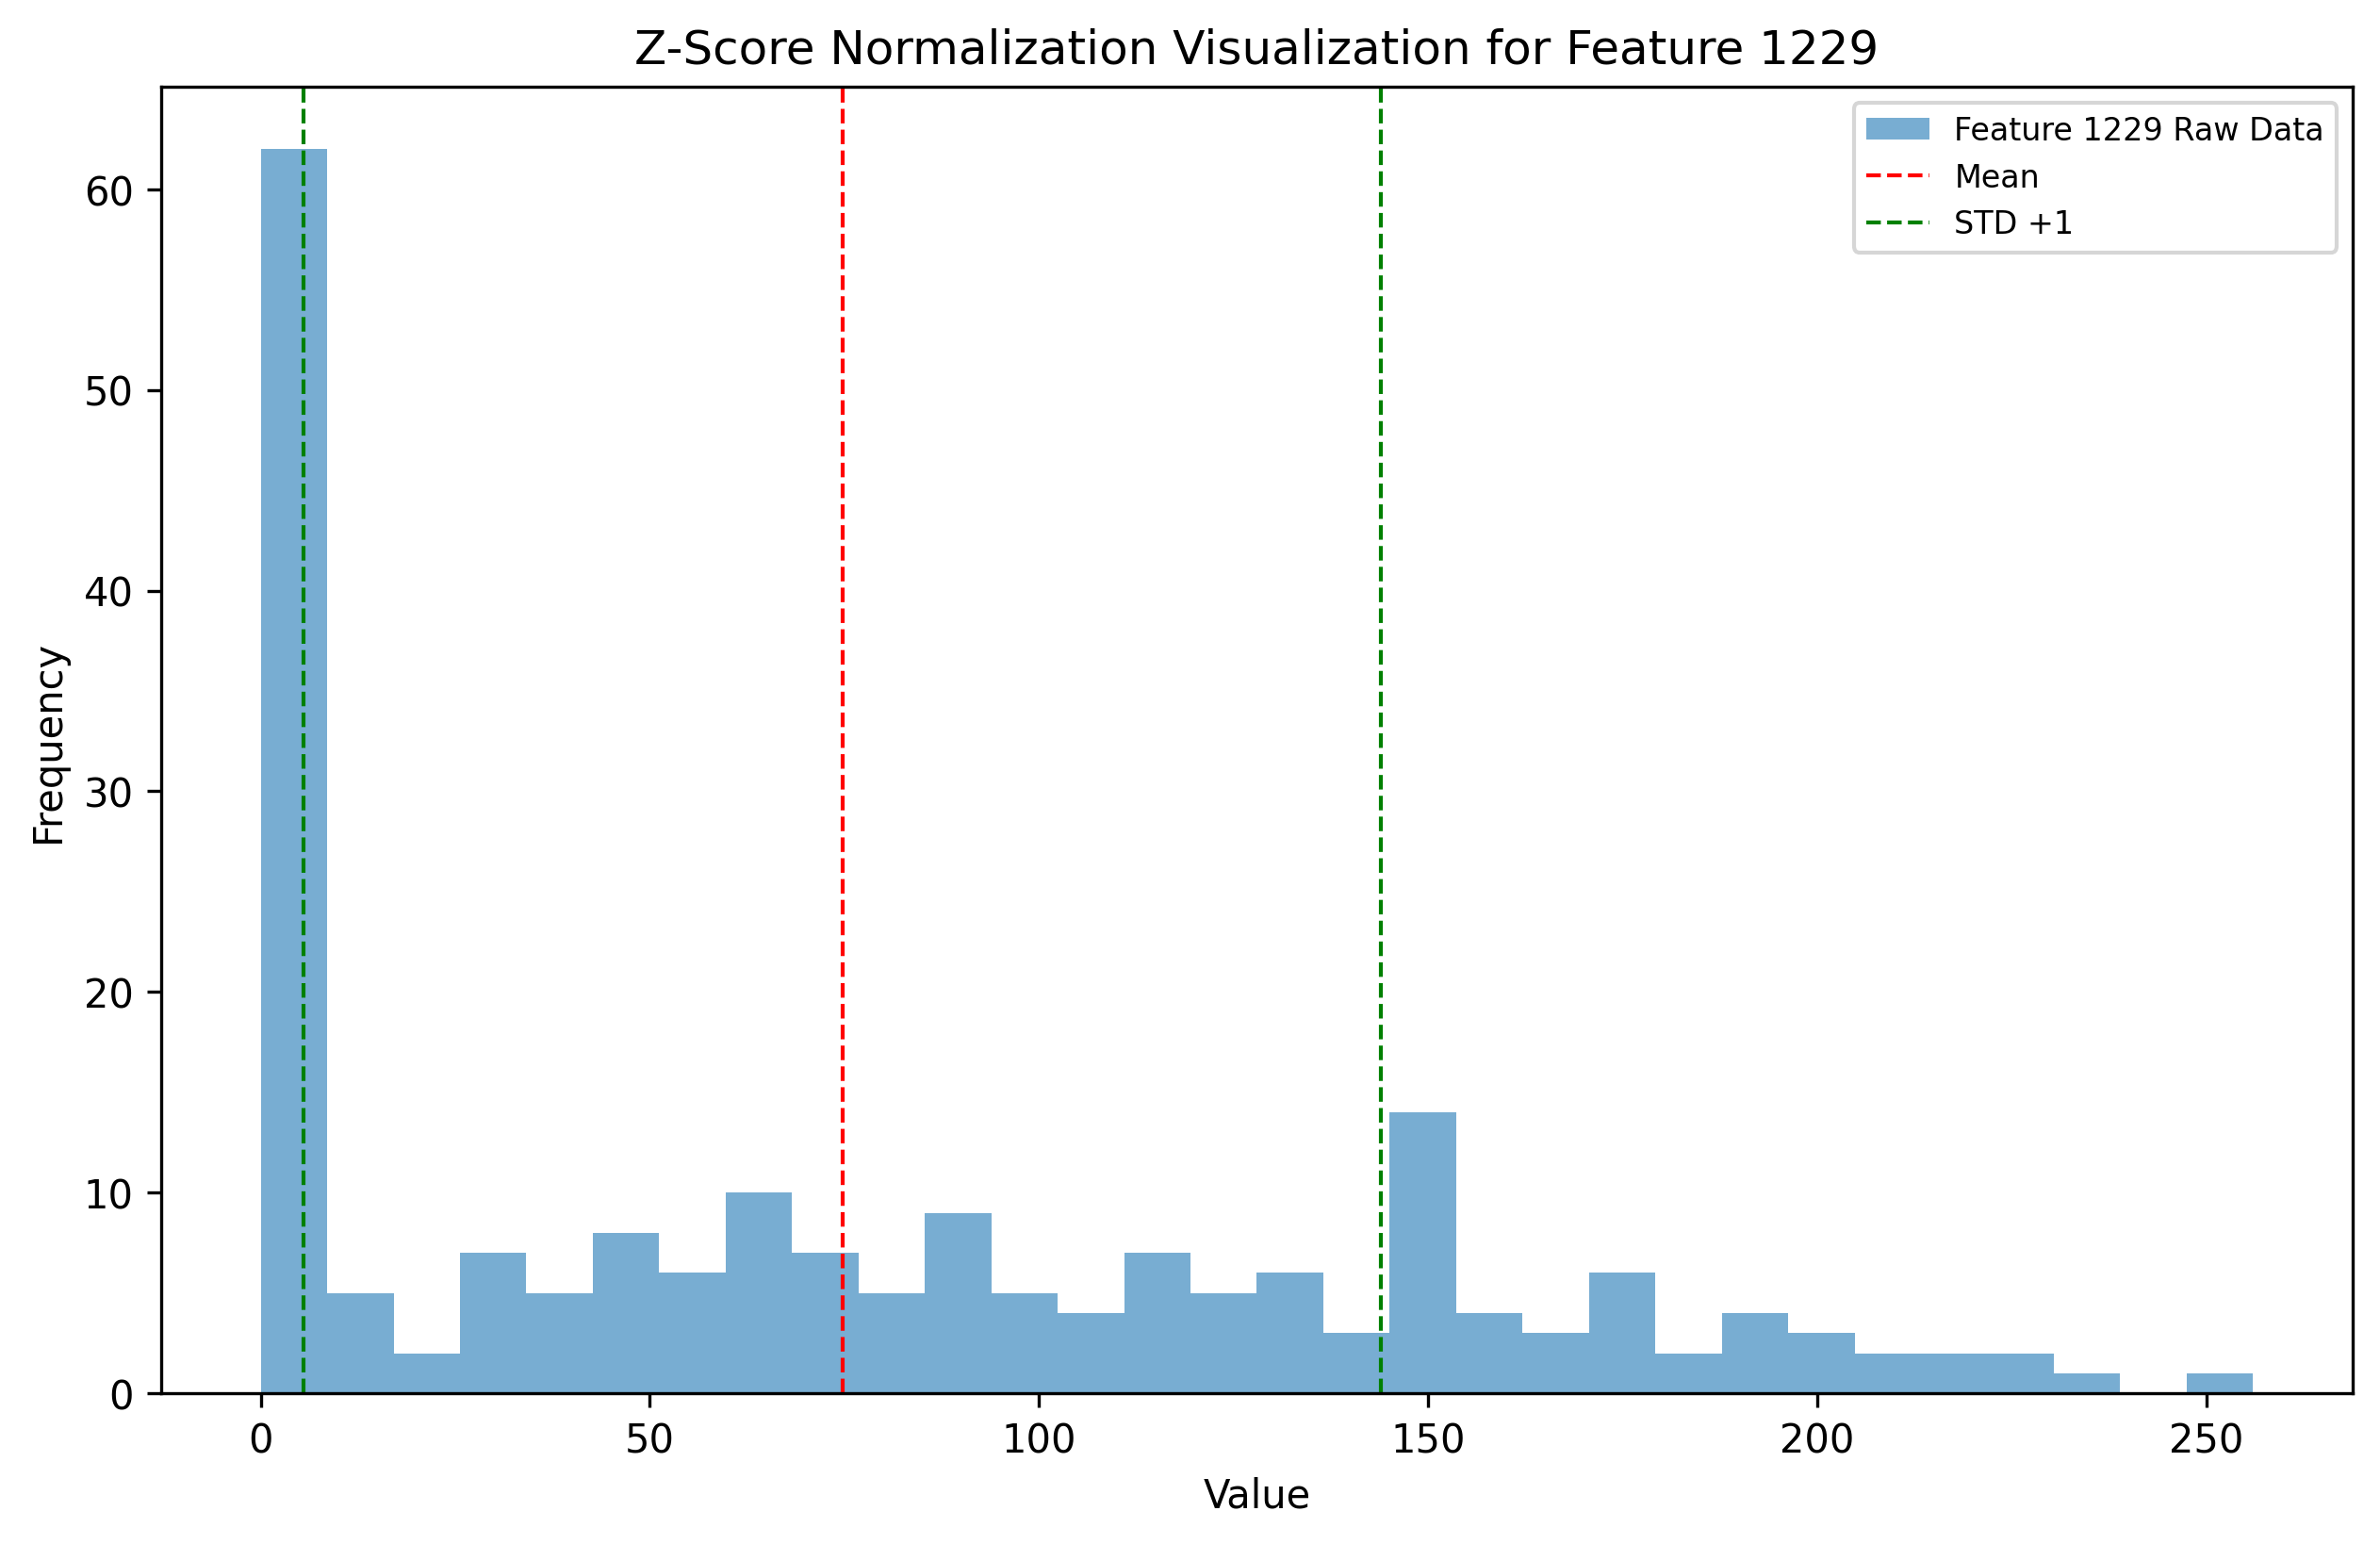 Z-Score Normalization Visualization for Feature 1229
Feature 1229 Raw Data
Mean
STD +1
60
50
40
30
20
10
0
Frequency
0 50 100 150 200 250
Value